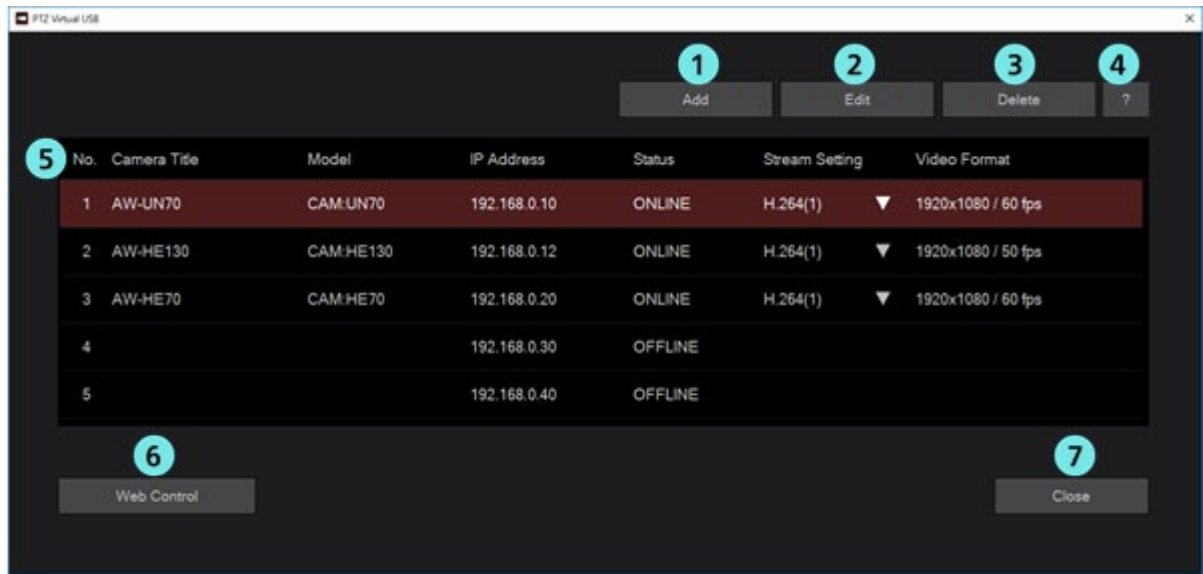 PTZ Virtual USB
1 2 3 4
Add Edit Delete ?
5 No. Camera Title Model IP Address Status Stream Setting Video Format
1 AW-UN70 CAM:UN70 192.168.0.10 ONLINE H.264(1) ▼ 1920x1080 / 60 fps
2 AW-HE130 CAM:HE130 192.168.0.12 ONLINE H.264(1) ▼ 1920x1080 / 50 fps
3 AW-HE70 CAM:HE70 192.168.0.20 ONLINE H.264(1) ▼ 1920x1080 / 60 fps
4 192.168.0.30 OFFLINE
5 192.168.0.40 OFFLINE
6 7
Web Control Close